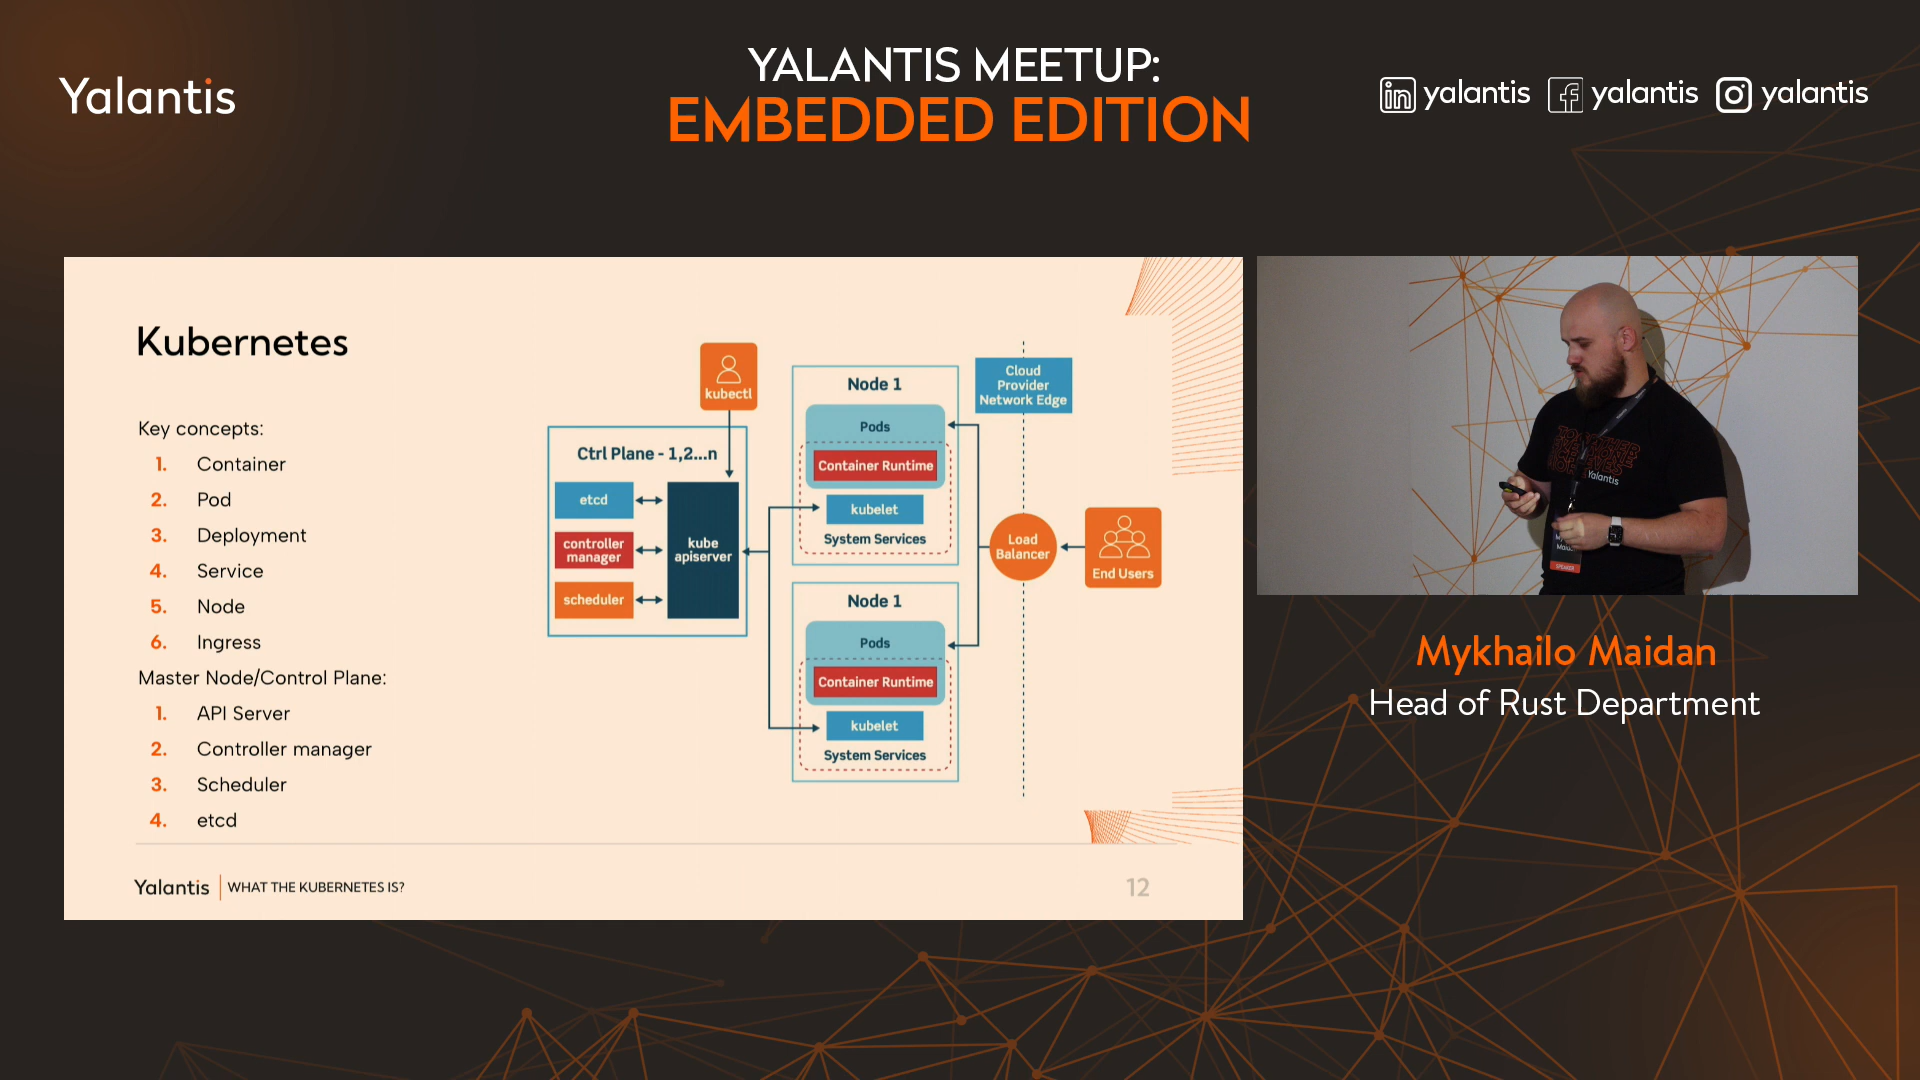 Yalantis
YALANTIS MEETUP:
EMBEDDED EDITION
yalantis
yalantis
yalantis
Kubernetes
Key concepts:
1. Container
2. Pod
3. Deployment
4. Service
5. Node
6. Ingress
Master Node/Control Plane:
1. API Server
2. Controller manager
3. Scheduler
4. etcd
kubectl
Ctrl Plane - 1,2...n
etcd
controller
manager
scheduler
kube
apiserver
Node 1
Pods
Container Runtime
kubelet
System Services
Node 1
Pods
Container Runtime
kubelet
System Services
Cloud
Provider
Network Edge
Load
Balancer
End Users
Yalantis
WHAT THE KUBERNETES IS?
12
Yalantis
SPEAKER
Mykhailo Maidan
Head of Rust Department